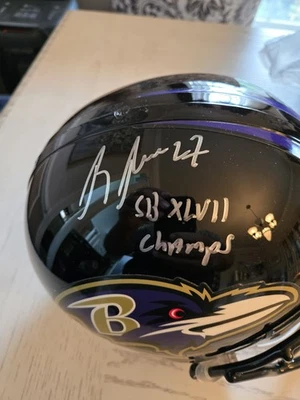 27
SB XLVII
Champs
B